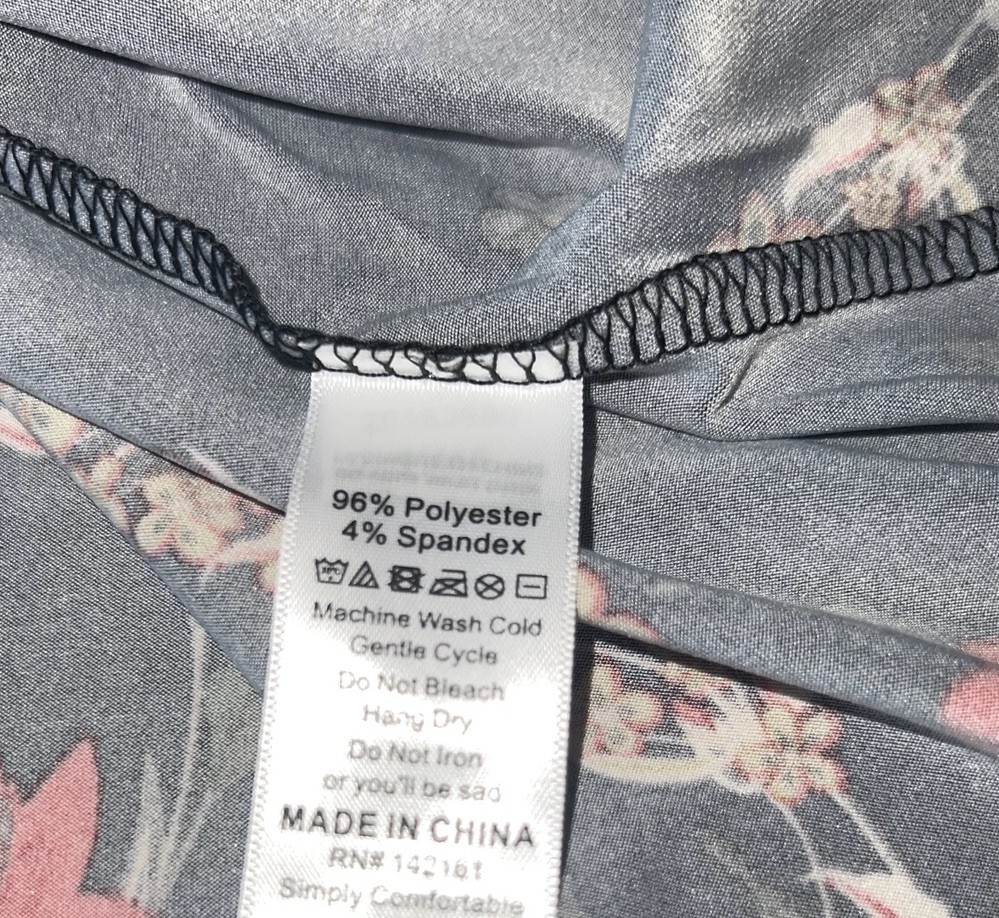 96% Polyester
4% Spandex
Machine Wash Cold
Gentle Cycle
Do Not Bleach
Hang Dry
Do Not Iron
or you'll be sad
MADE IN CHINA
RN# 142161
Simply Comfortable